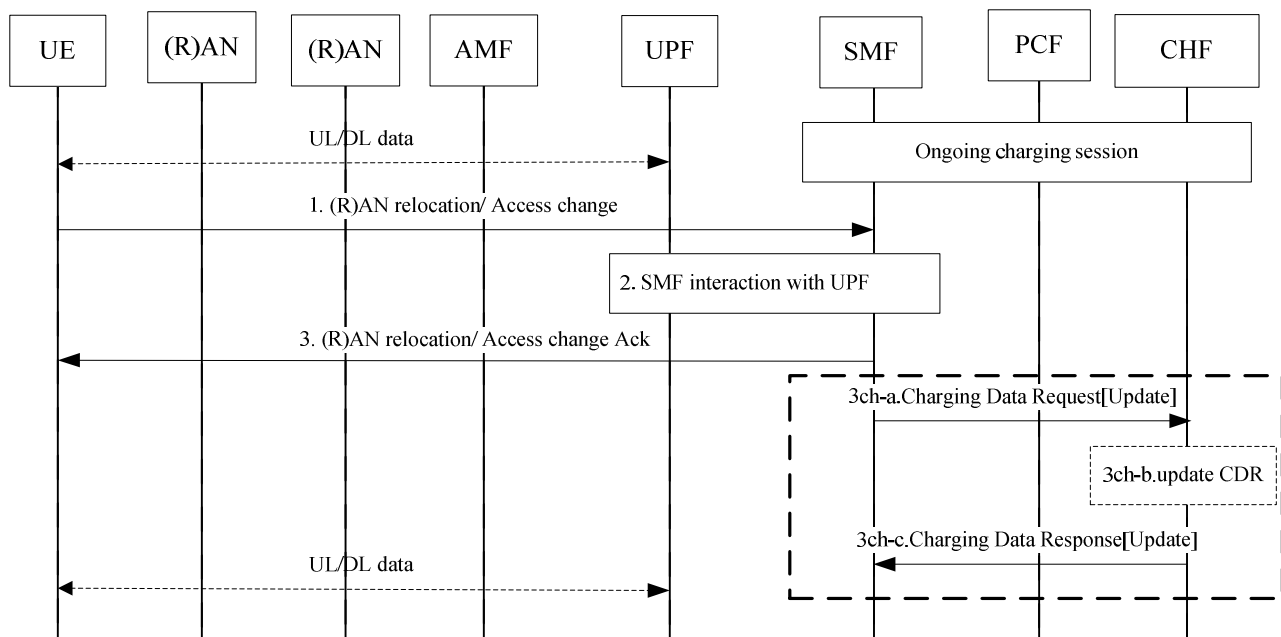 UE
(R)AN
(R)AN
AMF
UPF
SMF
PCF
CHF
UL/DL data
Ongoing charging session
1. (R)AN relocation/ Access change
2. SMF interaction with UPF
3. (R)AN relocation/ Access change Ack
3ch-a.Charging Data Request[Update]
3ch-b.update CDR
3ch-c.Charging Data Response[Update]
UL/DL data